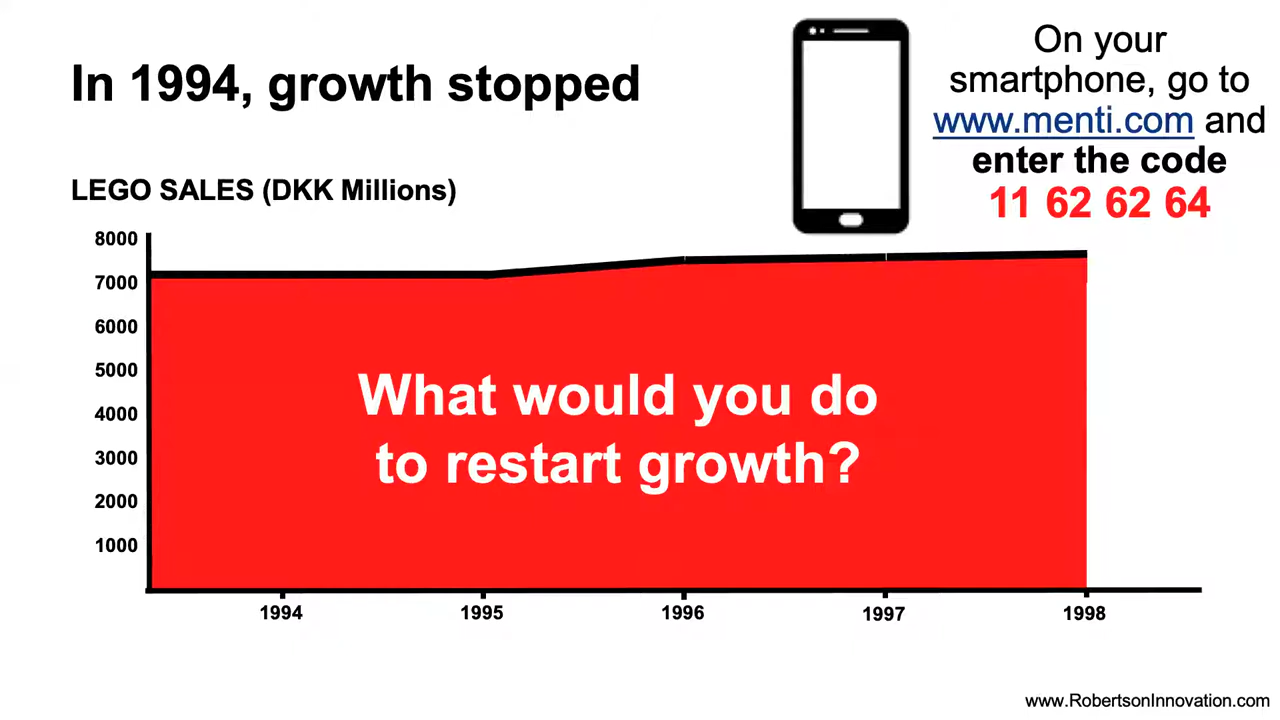 In 1994, growth stopped
On your
smartphone, go to
www.menti.com and
enter the code
11 62 62 64
LEGO SALES (DKK Millions)
8000
7000
6000
5000
4000
3000
2000
1000
What would you do
to restart growth?
1994 1995 1996 1997 1998
www.RobertsonInnovation.com